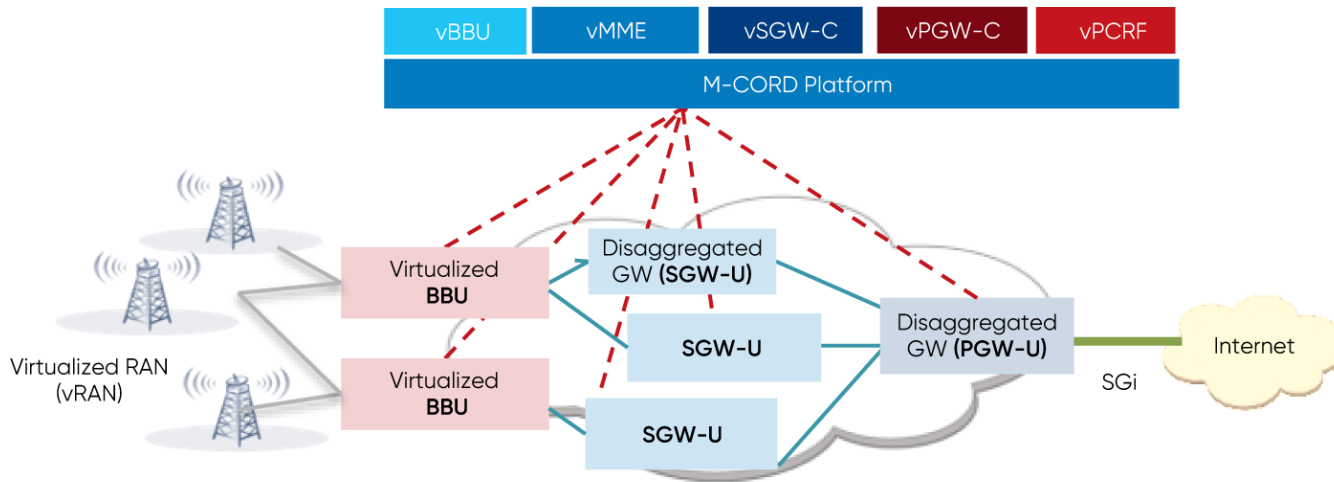 vBBU
vMME
vSGW-C
vPGW-C
vPCRF
M-CORD Platform
Virtualized RAN
(vRAN)
Virtualized
BBU
Virtualized
BBU
Disaggregated
GW (SGW-U)
SGW-U
SGW-U
Disaggregated
GW (PGW-U)
SGi
Internet